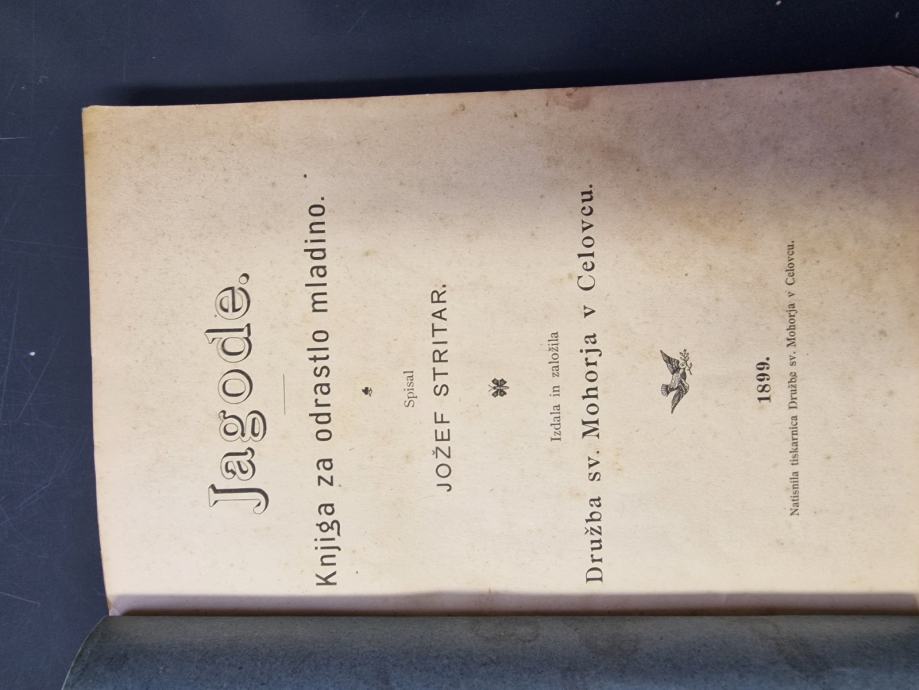 Jagode.
Knjiga za odrastlo mladino.
Spisal
JOŽEF STRITAR.
Izdala in založila
Družba sv. Mohorja v Celovcu.
1899.
Natisnila tiskarnica Družbe sv. Mohorja v Celovcu.